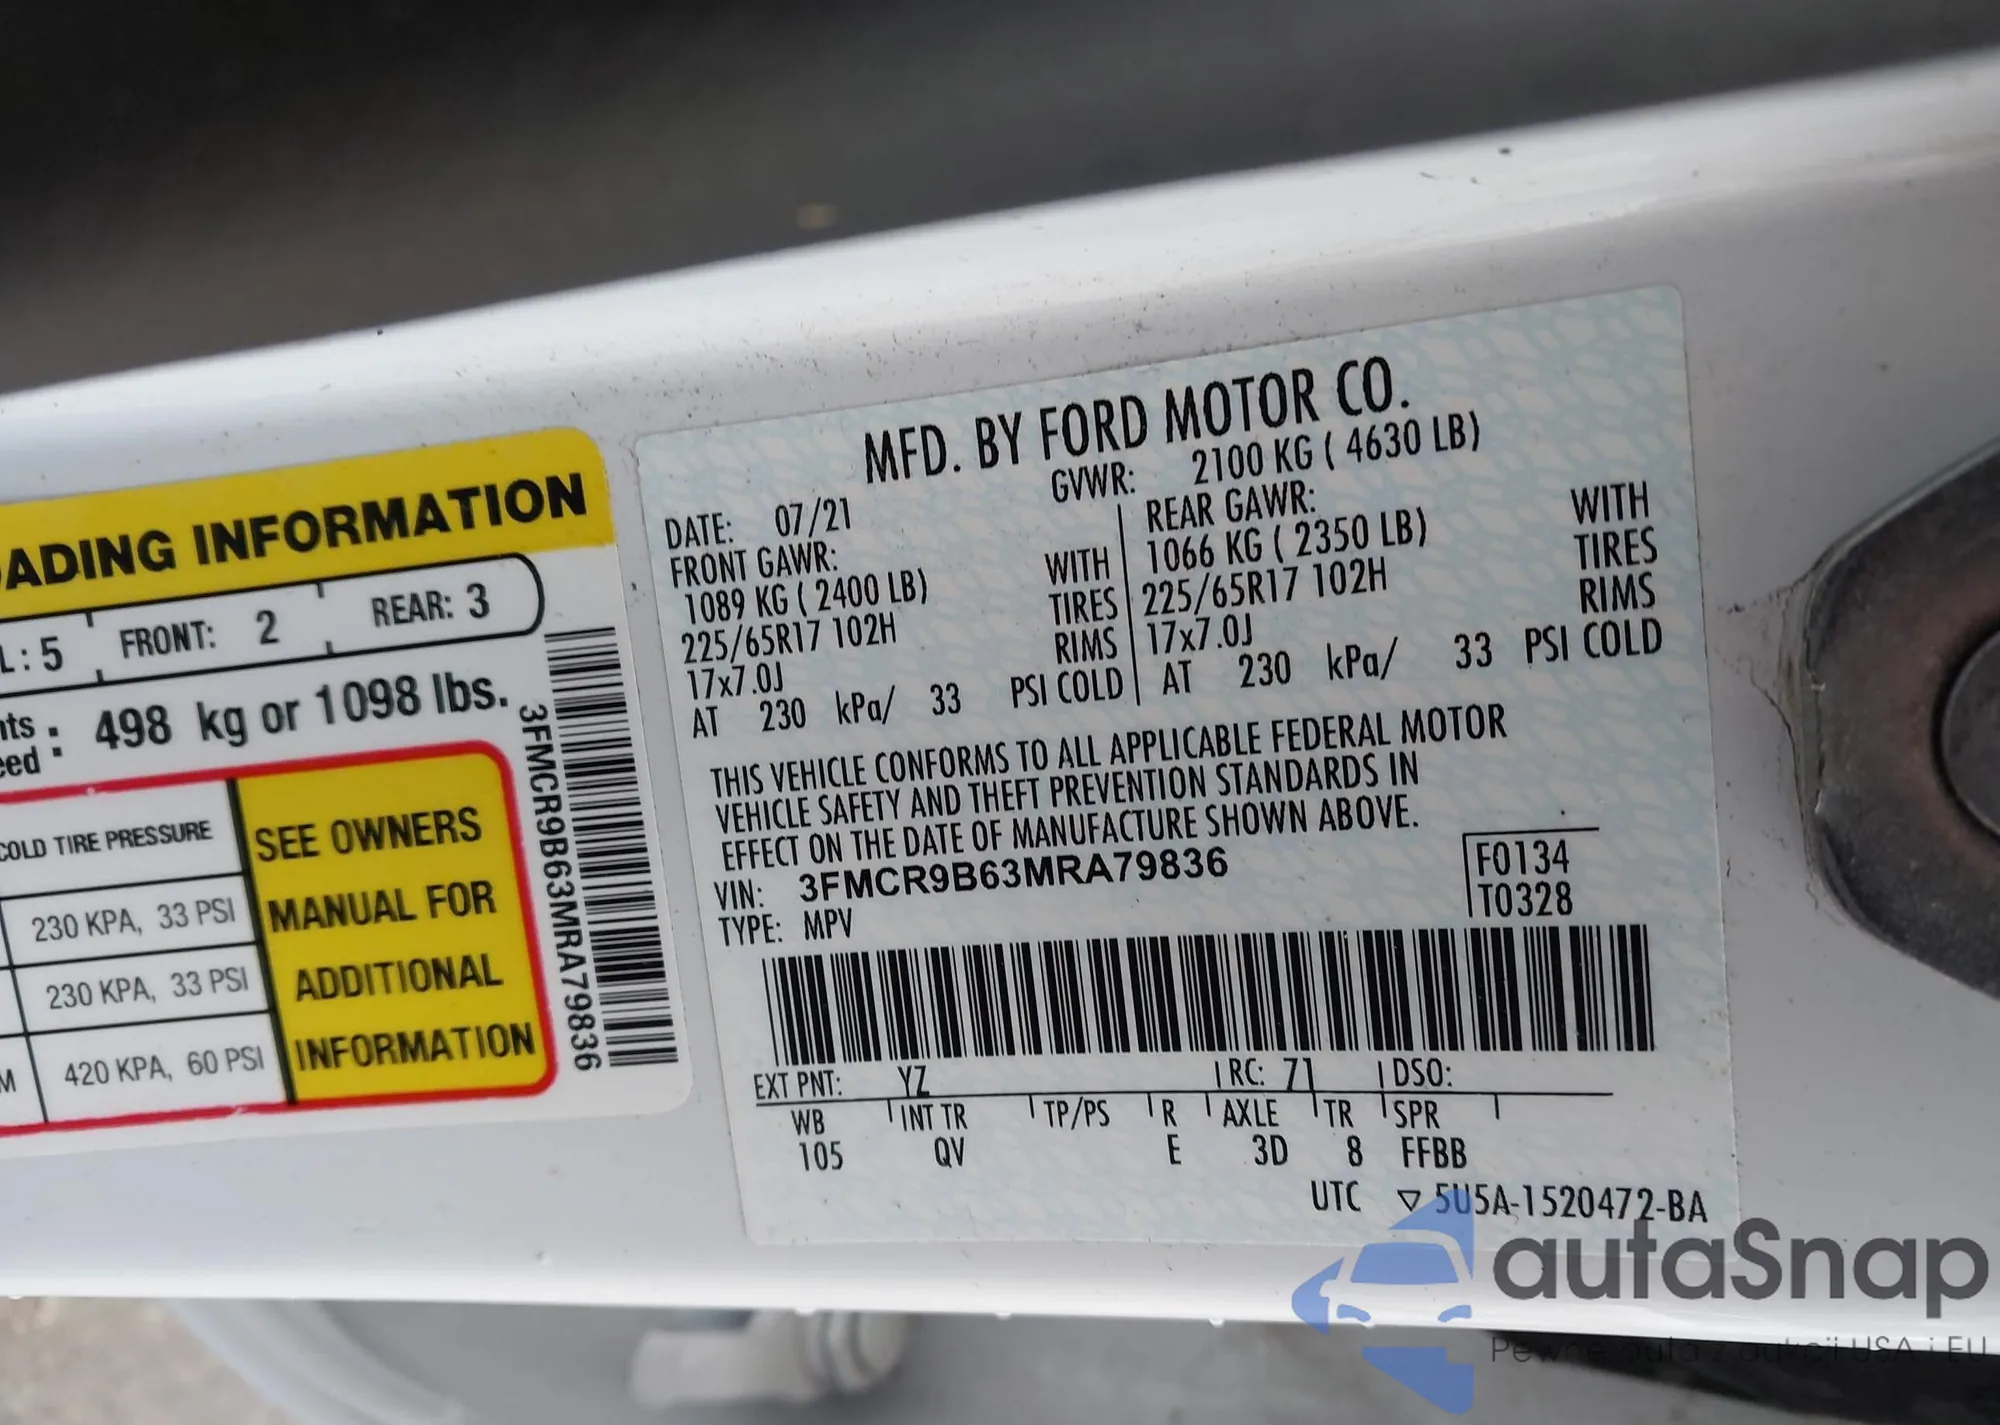 ADING INFORMATION
L: 5 FRONT: 2 REAR: 3
498 kg or 1098 lbs.
COLD TIRE PRESSURE
230 KPA, 33 PSI
230 KPA, 33 PSI
M 420 KPA, 60 PSI
SEE OWNERS
MANUAL FOR
ADDITIONAL
INFORMATION
3FMCR9B63MRA79836
MFD. BY FORD MOTOR CO.
GVWR: 2100 KG ( 4630 LB)
DATE: 07/21
FRONT GAWR:
1089 KG ( 2400 LB) WITH
225/65R17 102H TIRES
17x7.0J RIMS
AT 230 kPa/ 33 PSI COLD
REAR GAWR:
1066 KG ( 2350 LB) WITH
225/65R17 102H TIRES
17x7.0J RIMS
AT 230 kPa/ 33 PSI COLD
THIS VEHICLE CONFORMS TO ALL APPLICABLE FEDERAL MOTOR
VEHICLE SAFETY AND THEFT PREVENTION STANDARDS IN
EFFECT ON THE DATE OF MANUFACTURE SHOWN ABOVE.
VIN: 3FMCR9B63MRA79836
TYPE: MPV
F0134
T0328
EXT PNT: YZ RC: 71 DSO:
WB INT TR TP/PS R AXLE TR SPR
105 QV E 3D 8 FFBB
UTC ▽ 5U5A-1520472-BA
autaSnap
Pewne auta z aukcji USA i EU